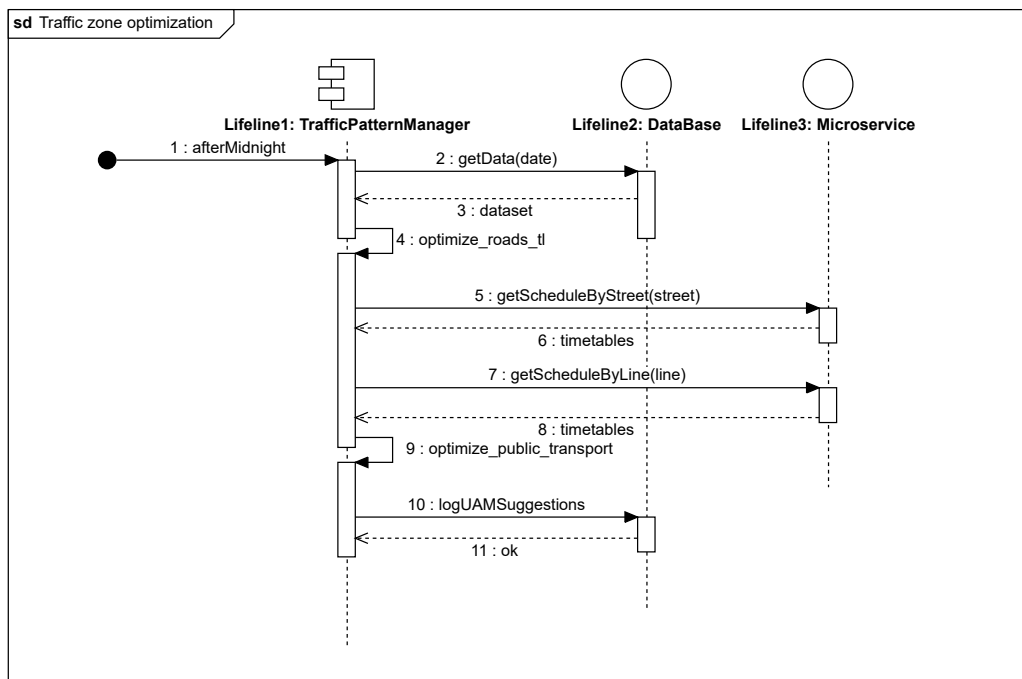 sd Traffic zone optimization
Lifeline1: TrafficPatternManager
Lifeline2: DataBase
Lifeline3: Microservice
1 : afterMidnight
2 : getData(date)
3 : dataset
4 : optimize_roads_tl
5 : getScheduleByStreet(street)
6 : timetables
7 : getScheduleByLine(line)
8 : timetables
9 : optimize_public_transport
10 : logUAMSuggestions
11 : ok